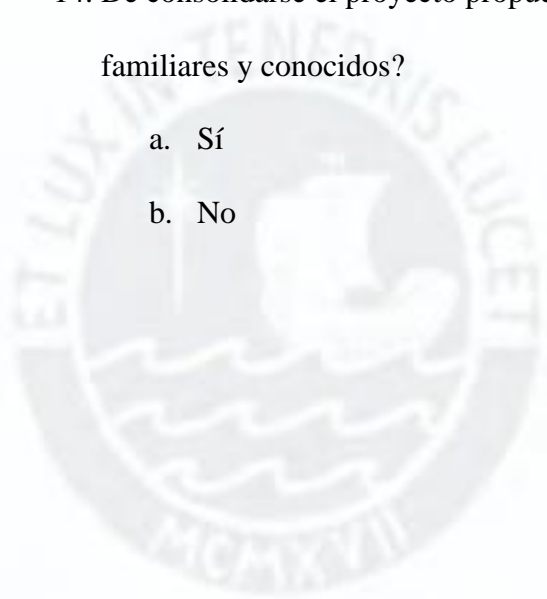 14. De consolidarse el proyecto
familiares y conocidos?
a. Sí
b. No
ET LUX IN TENEBRIS LUCET
MCMXVII